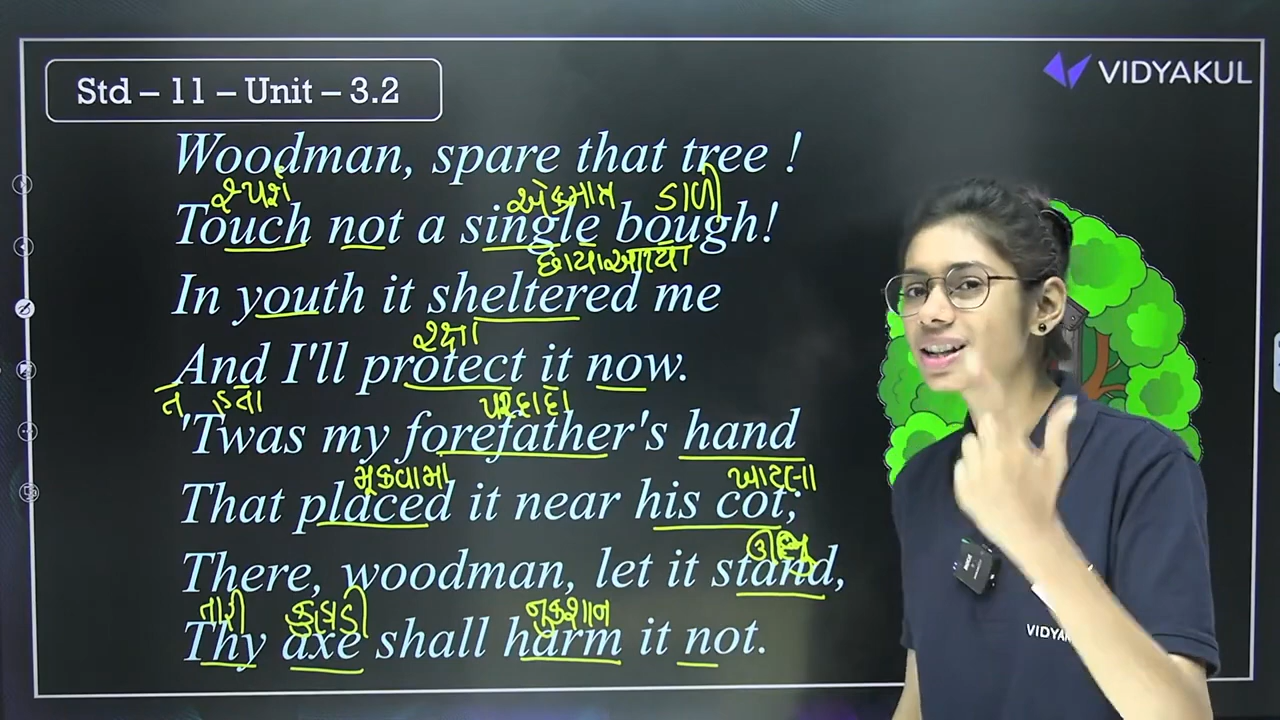 Std – 11 – Unit – 3.2
VIDYAKUL
Woodman, spare that tree !
સ્પર્શ એકમાત્ર ડાળી
Touch not a single bough!
છાયા આપ્યા
In youth it sheltered me
રક્ષા
And I'll protect it now.
તે હતા પરદાદા
'Twas my forefather's hand
મૂકવામા ખાટલા
That placed it near his cot;
ઊભુ
There, woodman, let it stand,
તારી કુહાડી નુકશાન
Thy axe shall harm it not.